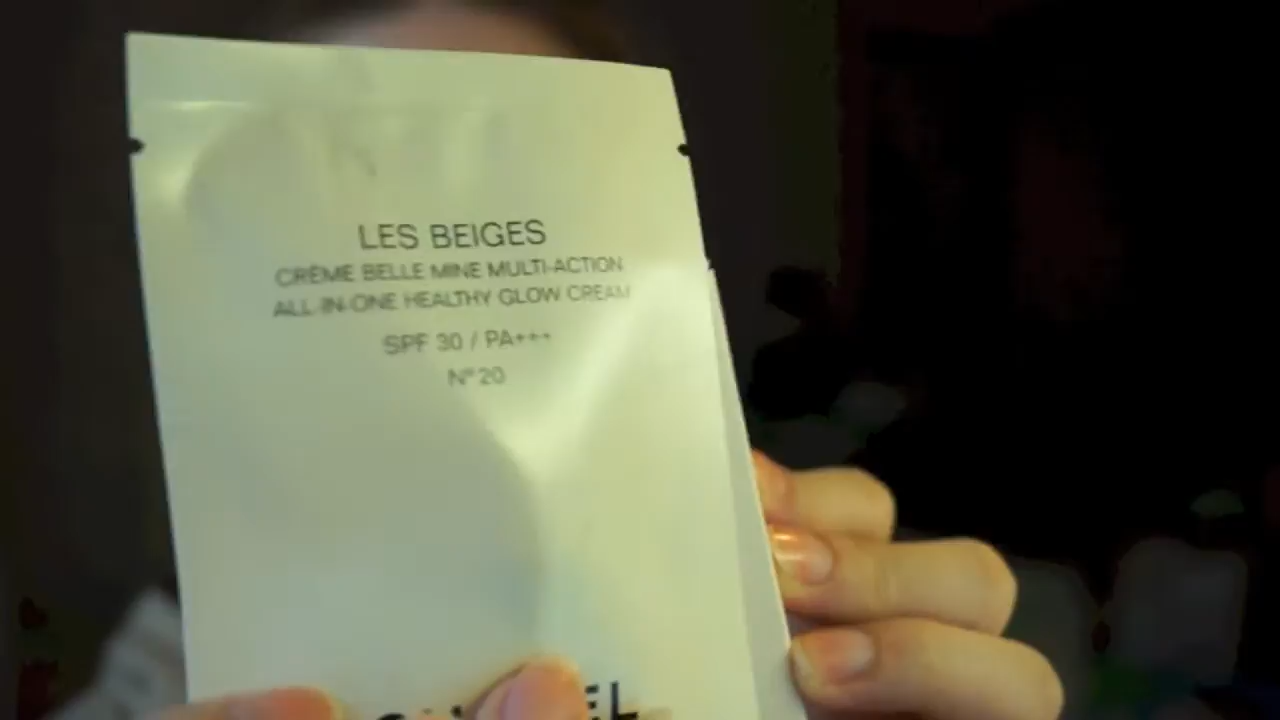 LES BEIGES
CRÈME BELLE MINE MULTI-ACTION
ALL-IN-ONE HEALTHY GLOW CREAM
SPF 30 / PA+++
N° 20